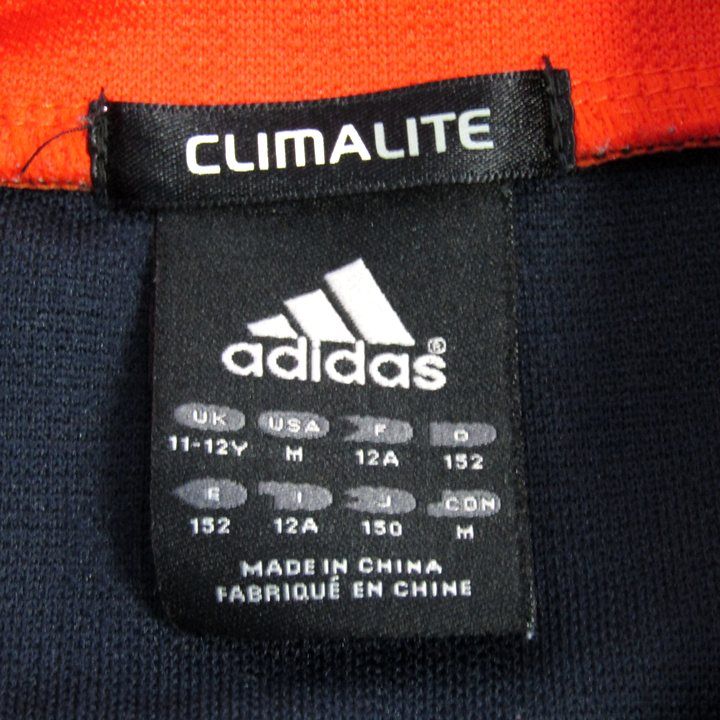 CLIMALITE
adidas®
UK USA F D
11-12Y M 12A 152
E I J CDN
152 12A 150 M
MADE IN CHINA
FABRIQUÉ EN CHINE